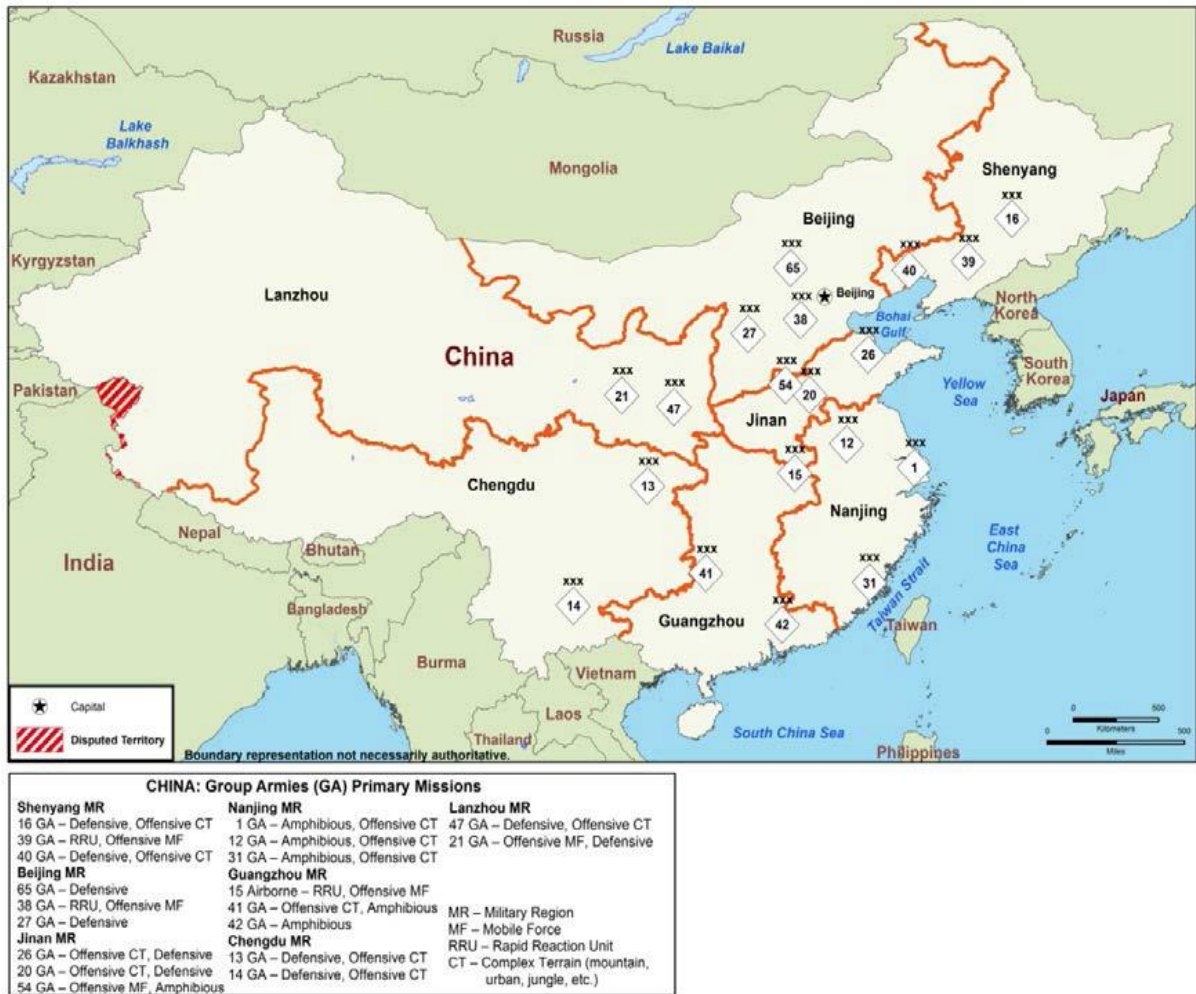 Russia
Lake Baikal
Kazakhstan
Lake
Balkhash
Mongolia
Shenyang
xxx
16
Beijing
xxx
65
xxx
40
xxx
39
Kyrgyzstan
Lanzhou
Beijing
xxx
38
xxx
27
Bohai
Gulf
North
Korea
xxx
26
South
Korea
China
Pakistan
xxx
21
xxx
47
xxx
54
xxx
20
Jinan
Yellow
Sea
Japan
xxx
12
xxx
1
xxx
15
Chengdu
xxx
13
Nanjing
Nepal
Bhutan
India
East
China
Sea
xxx
41
xxx
31
xxx
14
Bangladesh
Guangzhou
xxx
42
Taiwan Strait
Taiwan
Burma
Vietnam
Laos
Thailand
South China Sea
Philippines
0 500
Kilometers
0 500
Miles
Capital
Disputed Territory
Boundary representation not necessarily authoritative.
CHINA: Group Armies (GA) Primary Missions
Shenyang MR
16 GA – Defensive, Offensive CT
39 GA – RRU, Offensive MF
40 GA – Defensive, Offensive CT
Beijing MR
65 GA – Defensive
38 GA – RRU, Offensive MF
27 GA – Defensive
Jinan MR
26 GA – Offensive CT, Defensive
20 GA – Offensive CT, Defensive
54 GA – Offensive MF, Amphibious
Nanjing MR
1 GA – Amphibious, Offensive CT
12 GA – Amphibious, Offensive CT
31 GA – Amphibious, Offensive CT
Guangzhou MR
15 Airborne – RRU, Offensive MF
41 GA – Offensive CT, Amphibious
42 GA – Amphibious
Chengdu MR
13 GA – Defensive, Offensive CT
14 GA – Defensive, Offensive CT
Lanzhou MR
47 GA – Defensive, Offensive CT
21 GA – Offensive MF, Defensive
MR – Military Region
MF – Mobile Force
RRU – Rapid Reaction Unit
CT – Complex Terrain (mountain,
urban, jungle, etc.)